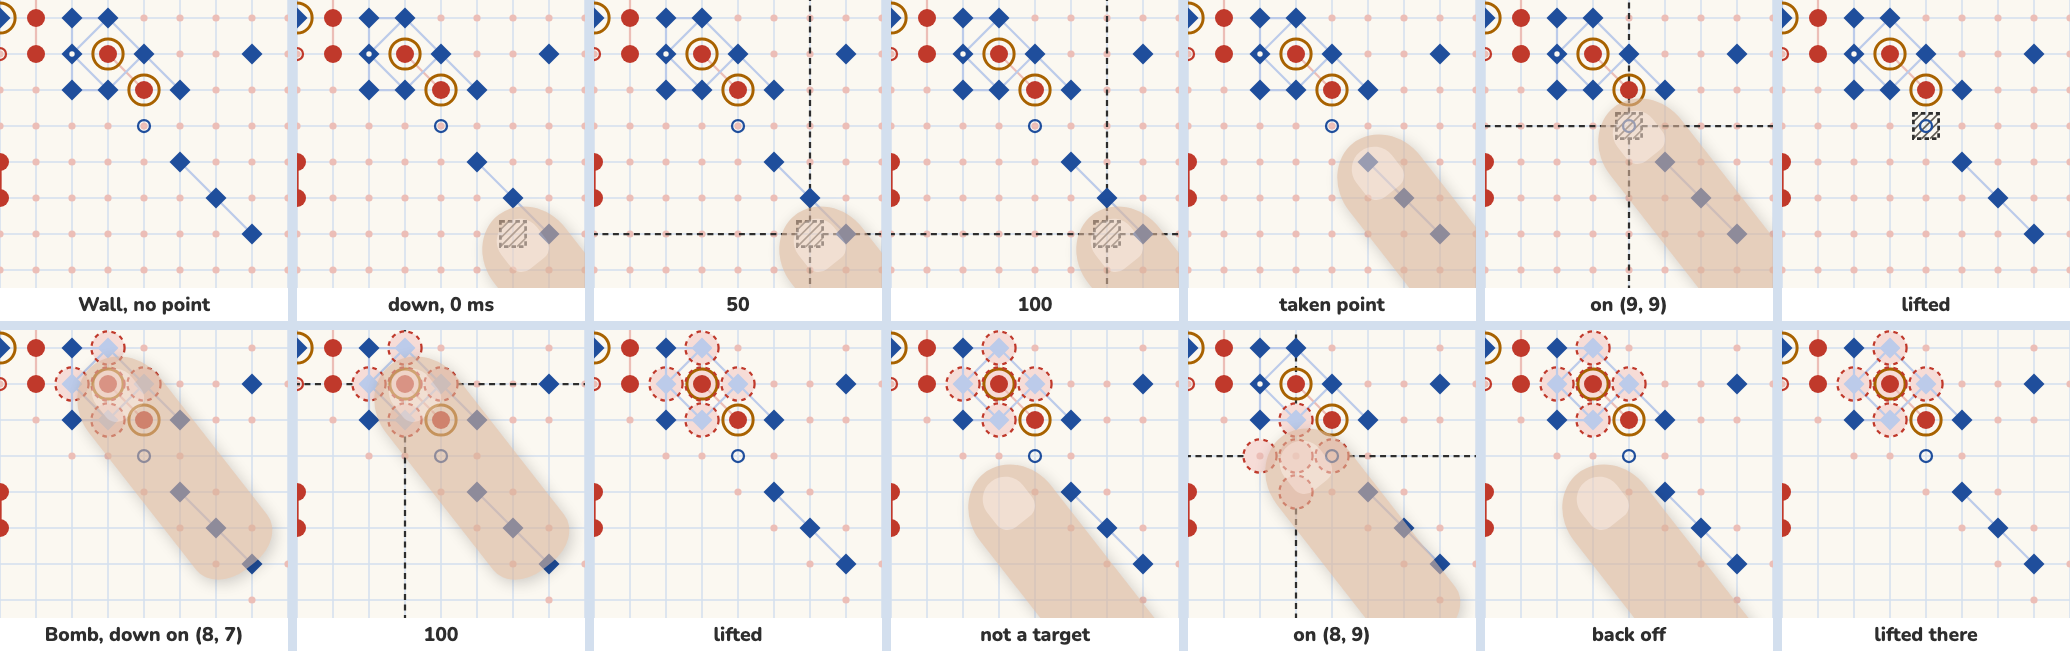 Wall, no point
down, 0 ms
50
100
taken point
on (9, 9)
lifted
Bomb, down on (8, 7)
100
lifted
not a target
on (8, 9)
back off
lifted there